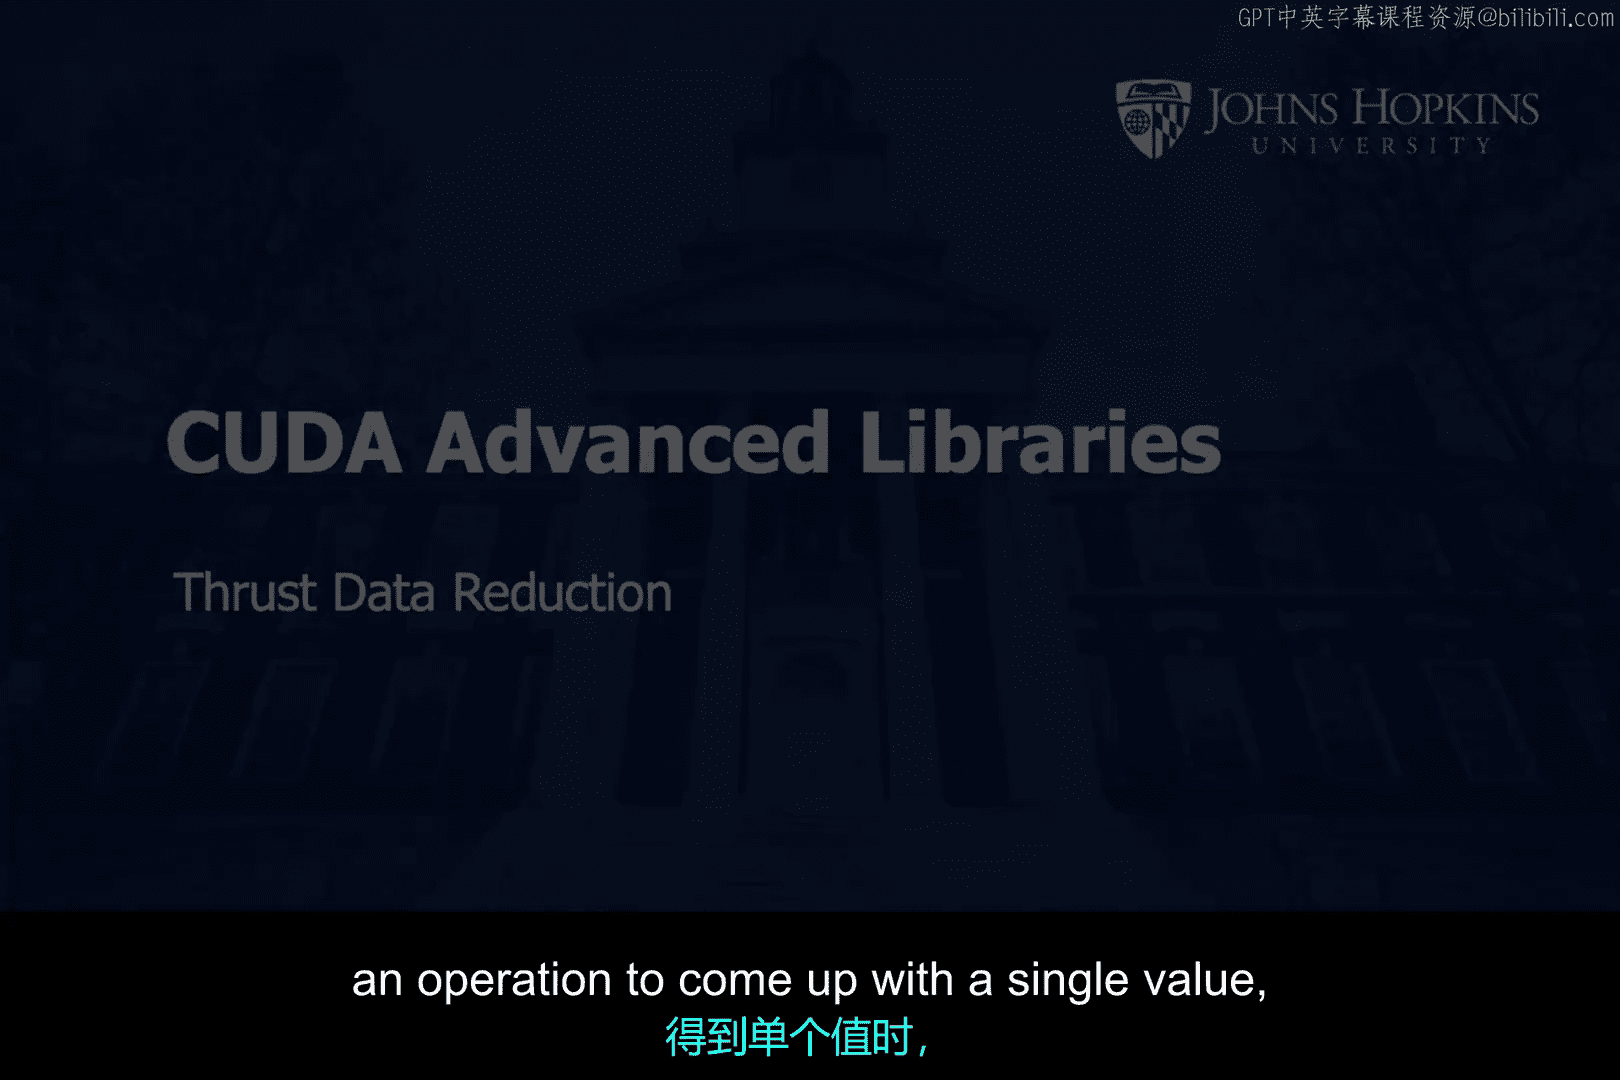 GPT中英字幕课程资源@bilibili.com
JOHNS HOPKINS
UNIVERSITY
CUDA Advanced Libraries
Thrust Data Reduction
an operation to come up with a single value,
得到单个值时，